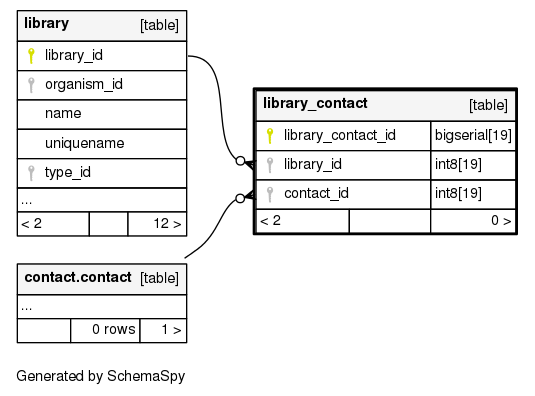 library [table]
library_id
organism_id
name
uniquename
type_id
...
< 2 12 >
library_contact [table]
library_contact_id bigserial[19]
library_id int8[19]
contact_id int8[19]
< 2 0 >
contact.contact [table]
...
0 rows 1 >
Generated by SchemaSpy